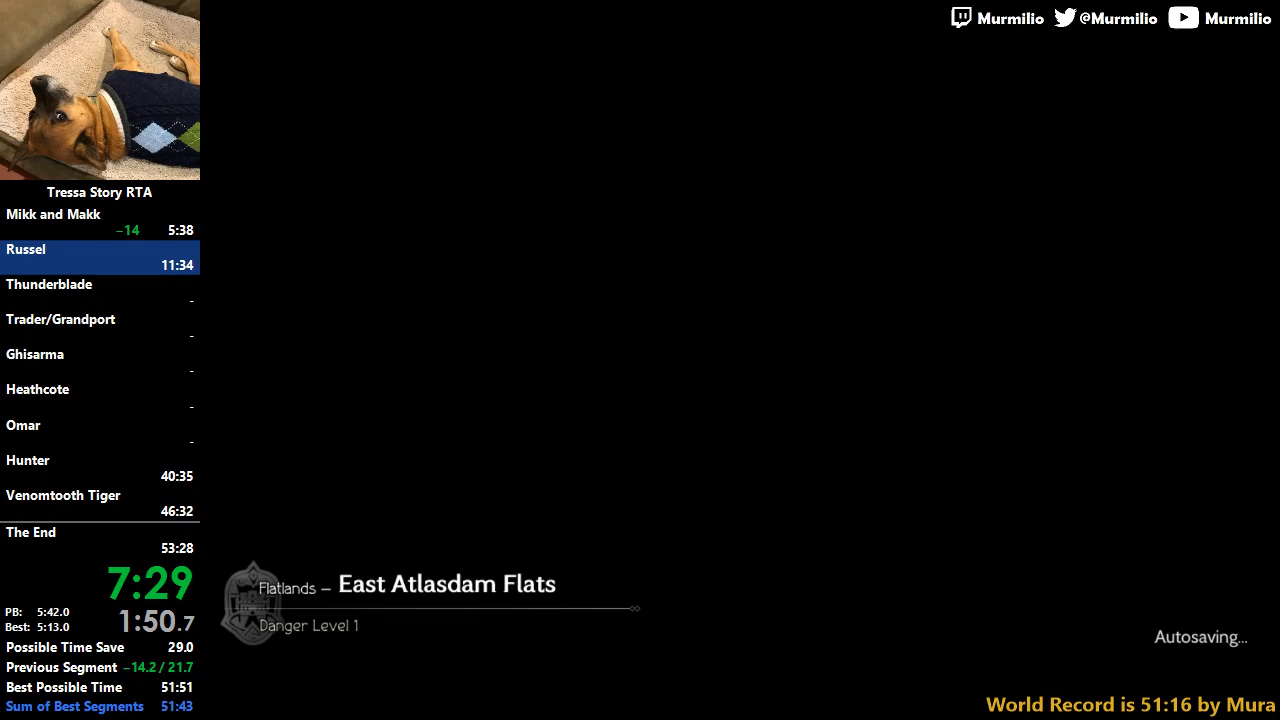 Murmilio @Murmilio Murmilio
Tressa Story RTA
Mikk and Makk
−14 5:38
Russel
11:34
Thunderblade
-
Trader/Grandport
-
Ghisarma
-
Heathcote
-
Omar
-
Hunter
40:35
Venomtooth Tiger
46:32
The End
53:28
7:29
PB: 5:42.0
Best: 5:13.0
1:50.7
Possible Time Save 29.0
Previous Segment −14.2 / 21.7
Best Possible Time 51:51
Sum of Best Segments 51:43
Flatlands – East Atlasdam Flats
Danger Level 1
Autosaving...
World Record is 51:16 by Mura